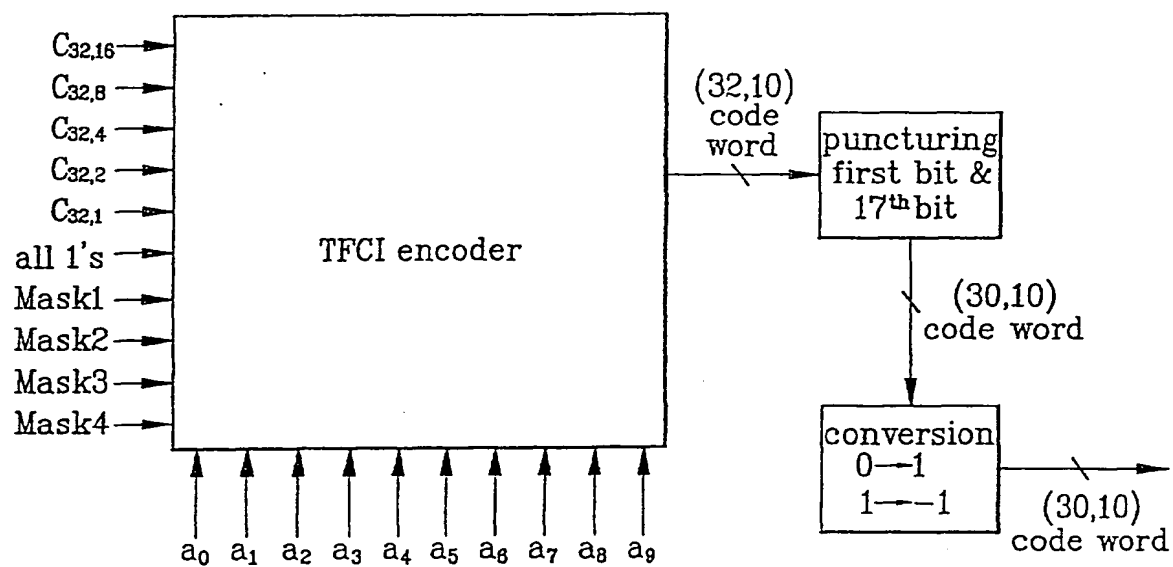 C32,16
C32,8
C32,4
C32,2
C32,1
all 1's
Mask1
Mask2
Mask3
Mask4
TFCI encoder
a0 a1 a2 a3 a4 a5 a6 a7 a8 a9
(32,10)
code
word
puncturing
first bit &
17th bit
(30,10)
code word
conversion
0→1
1→-1
(30,10)
code word